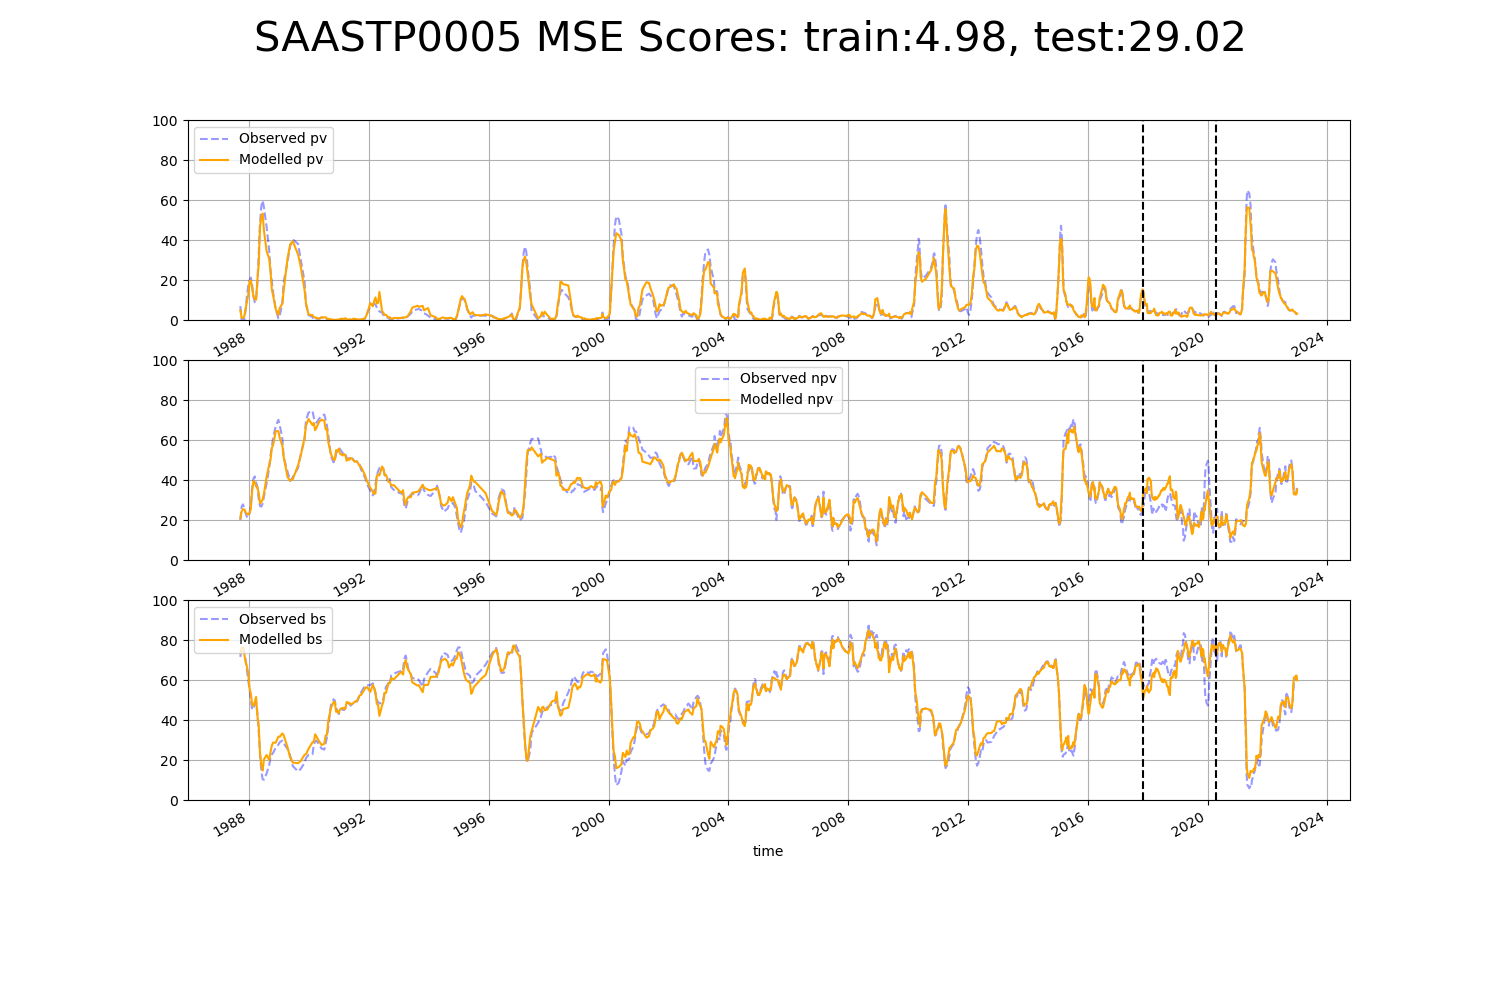 SAASTP0005 MSE Scores: train:4.98, test:29.02
100
80
60
40
20
0
Observed pv
Modelled pv
1988 1992 1996 2000 2004 2008 2012 2016 2020 2024
100
80
60
40
20
0
Observed npv
Modelled npv
1988 1992 1996 2000 2004 2008 2012 2016 2020 2024
100
80
60
40
20
0
Observed bs
Modelled bs
1988 1992 1996 2000 2004 2008 2012 2016 2020 2024
time